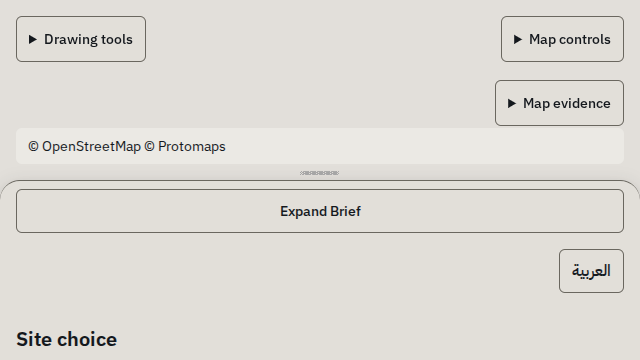 Drawing tools
Map controls
Map evidence
© OpenStreetMap © Protomaps
Expand Brief
العربية
Site choice